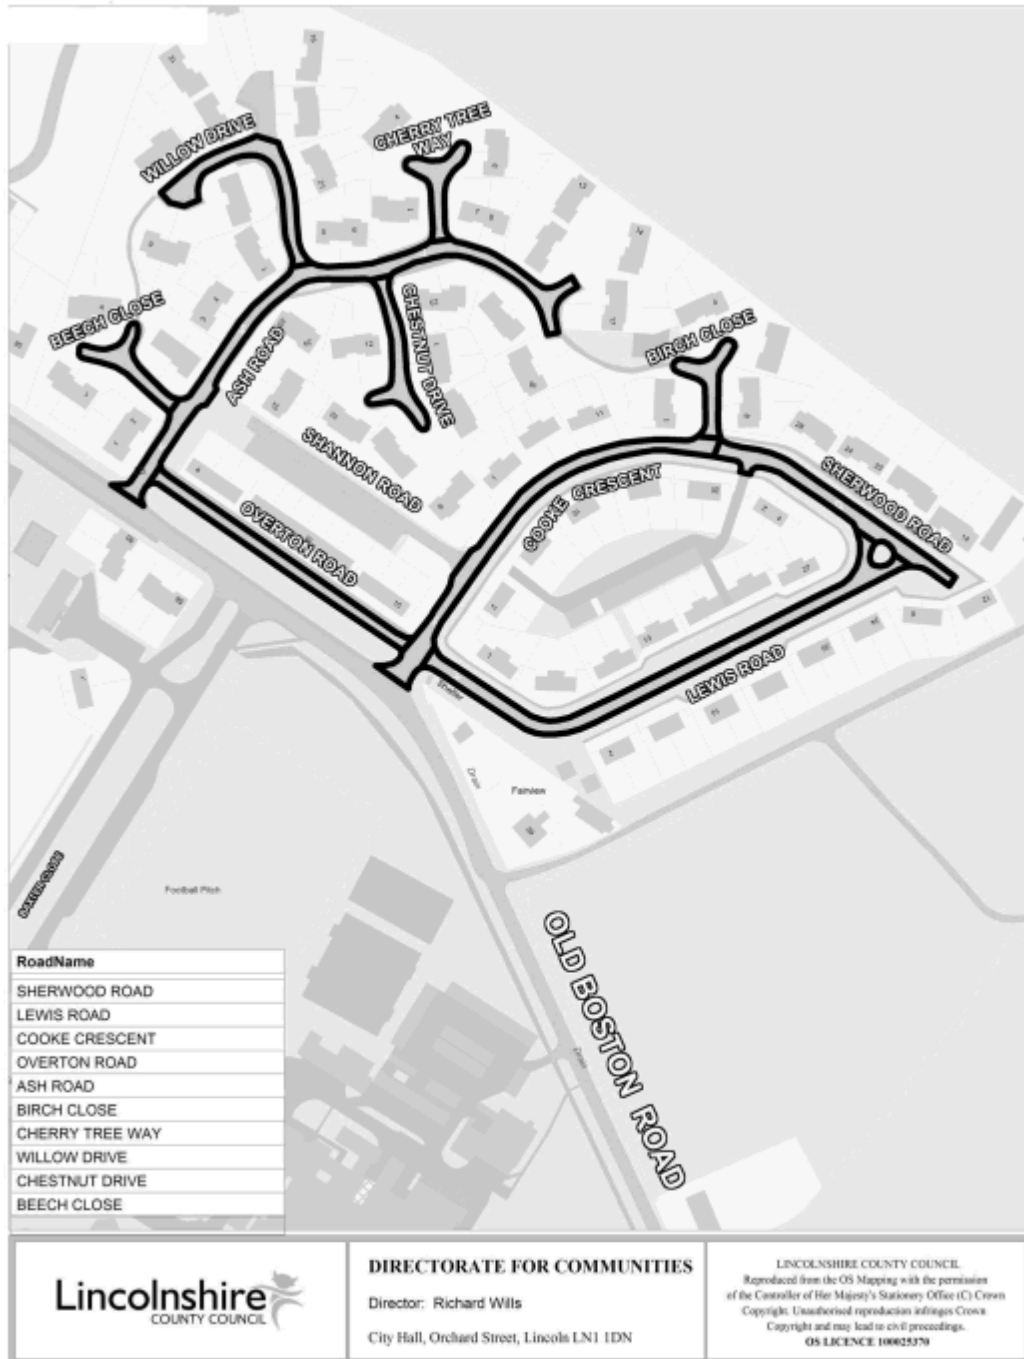 WILLOW DRIVE
CHERRY TREE
WAY
BEECH CLOSE
ASH ROAD
CHESTNUT DRIVE
BIRCH CLOSE
SHANNON ROAD
OVERTON ROAD
COOKE CRESCENT
SHERWOOD ROAD
LEWIS ROAD
Shelter
Drain
Fairview
BAXTER CLOSE
Football Pitch
OLD BOSTON ROAD
Drain
RoadName
SHERWOOD ROAD
LEWIS ROAD
COOKE CRESCENT
OVERTON ROAD
ASH ROAD
BIRCH CLOSE
CHERRY TREE WAY
WILLOW DRIVE
CHESTNUT DRIVE
BEECH CLOSE
Lincolnshire
COUNTY COUNCIL
DIRECTORATE FOR COMMUNITIES
Director: Richard Wills
City Hall, Orchard Street, Lincoln LN1 1DN
LINCOLNSHIRE COUNTY COUNCIL
Reproduced from the OS Mapping with the permission
of the Controller of Her Majesty's Stationery Office (C) Crown
Copyright. Unauthorised reproduction infringes Crown
Copyright and may lead to civil proceedings.
OS LICENCE 100025370